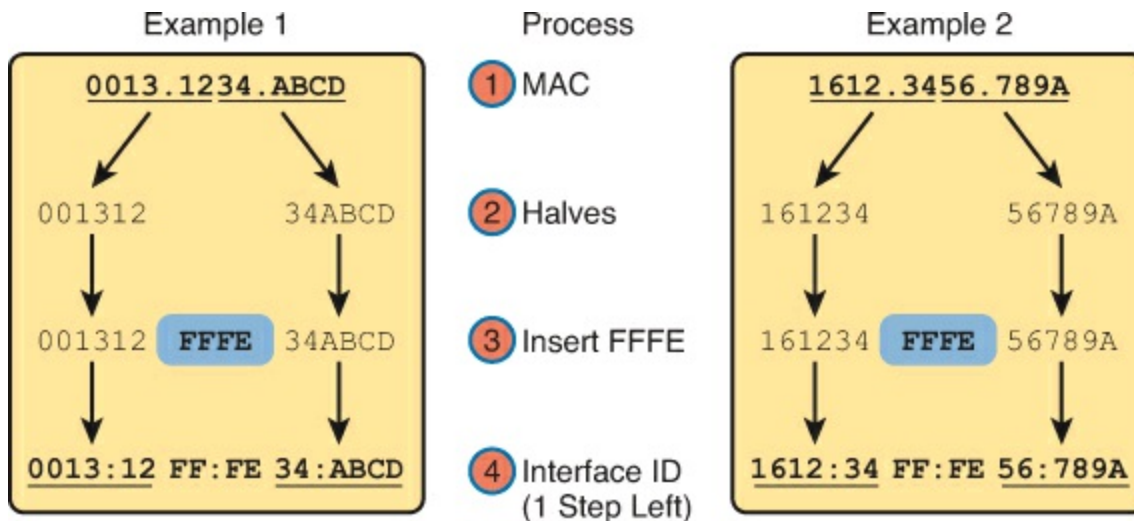 Example 1 Process Example 2
0013.1234.ABCD 1 MAC 1612.3456.789A
001312 34ABCD 2 Halves 161234 56789A
001312 FFFE 34ABCD 3 Insert FFFE 161234 FFFE 56789A
0013:12 FF:FE 34:ABCD 4 Interface ID 1612:34 FF:FE 56:789A
(1 Step Left)